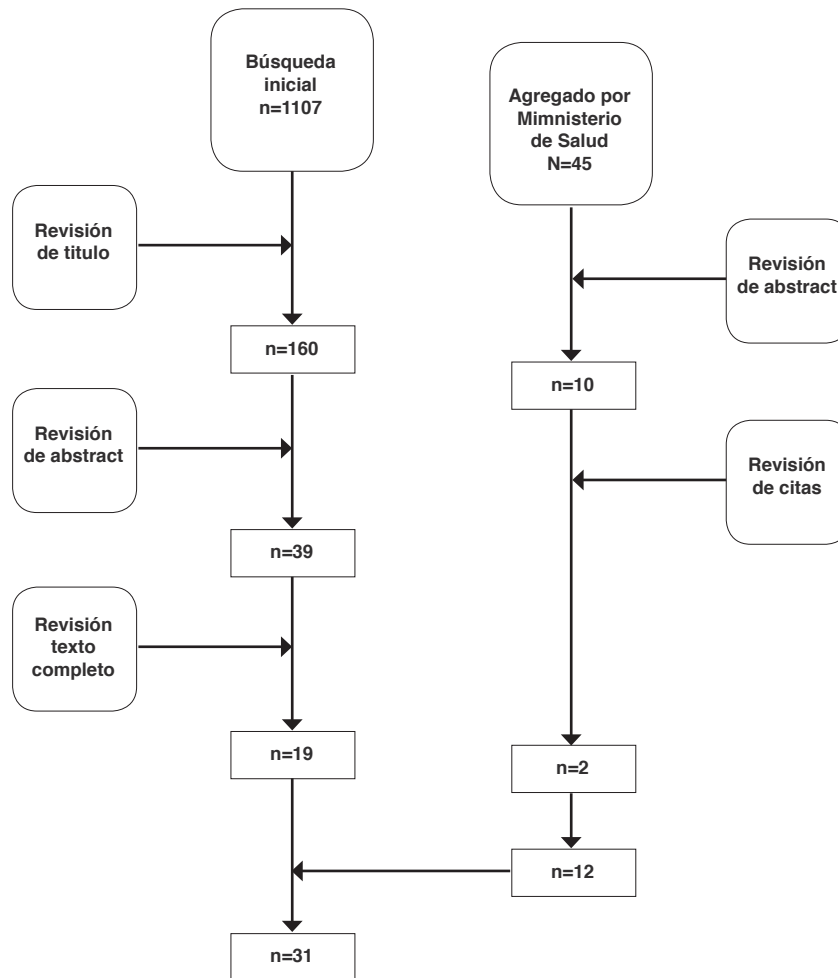 Búsqueda
inicial
n=1107
Agregado por
Mimnisterio
de Salud
N=45
Revisión
de titulo
Revisión
de abstract
n=160
n=10
Revisión
de abstract
Revisión
de citas
n=39
Revisión
texto
completo
n=19
n=2
n=12
n=31